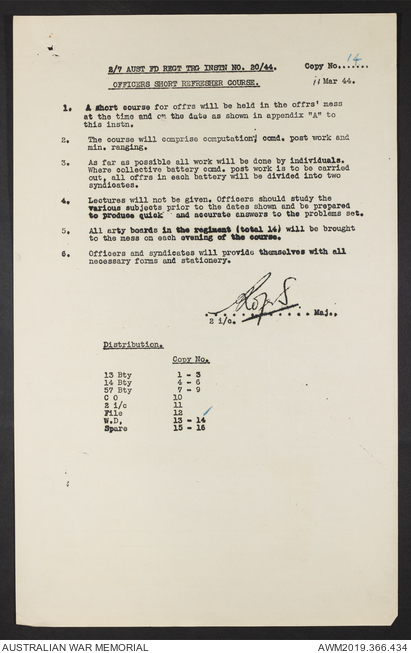 2/7 AUST FD REGT TRG INSTN NO. 20/44. Copy No. 14
OFFICERS SHORT REFRESHER COURSE. 11 Mar 44.
1. A short course for offrs will be held in the offrs' mess
at the time and on the date as shown in appendix "A" to
this instn.
2. The course will comprise computation, comd. post work and
min. ranging.
3. As far as possible all work will be done by individuals.
Where collective battery comd. post work is to be carried
out, all offrs in each battery will be divided into two
syndicates.
4. Lectures will not be given. Officers should study the
various subjects prior to the dates shown and be prepared
to produce quick and accurate answers to the problems set.
5. All arty boards in the regiment (total 14) will be brought
to the mess on each evening of the course.
6. Officers and syndicates will provide themselves with all
necessary forms and stationery.
Maj.,
2 i/c.
Distribution.
Copy No.
13 Bty 1 - 3
14 Bty 4 - 6
57 Bty 7 - 9
C O 10
2 i/c 11
File 12
W.D. 13 - 14
Spare 15 - 16
AUSTRALIAN WAR MEMORIAL AWM2019.366.434